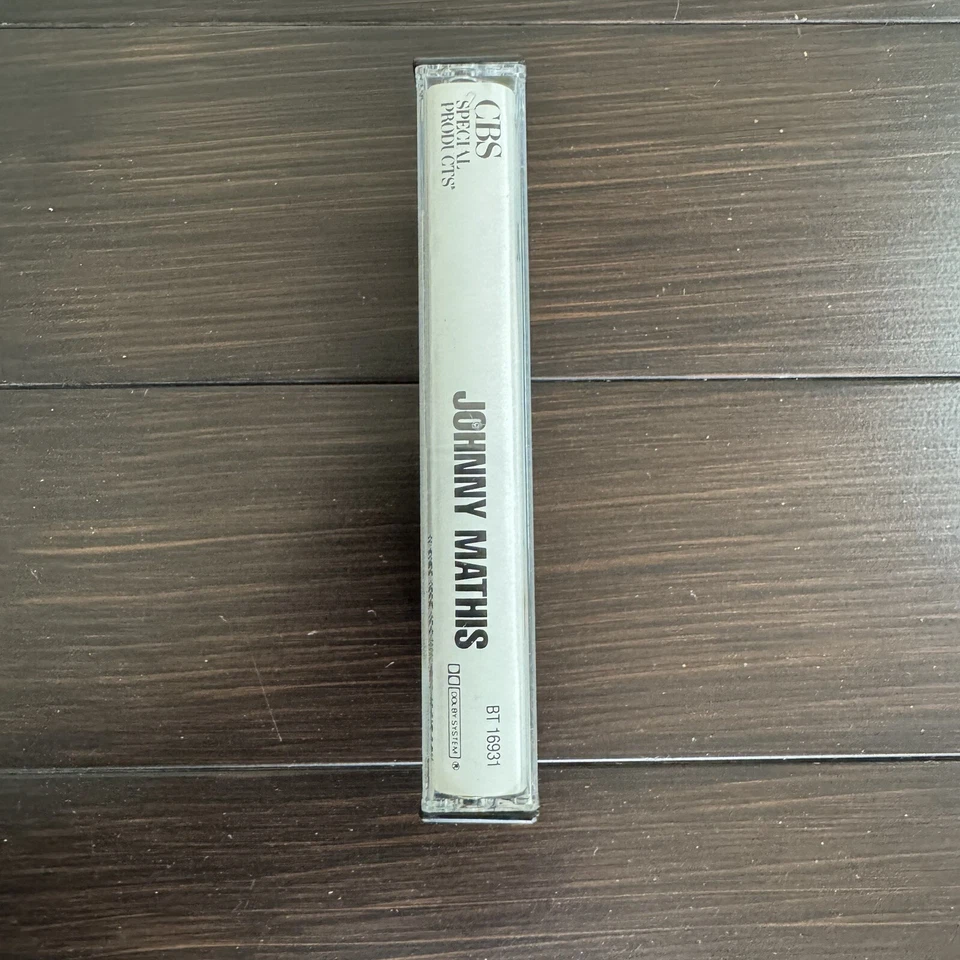 CBS
SPECIAL
PRODUCTS®
JOHNNY MATHIS
BT 16931
DOLBY SYSTEM ®